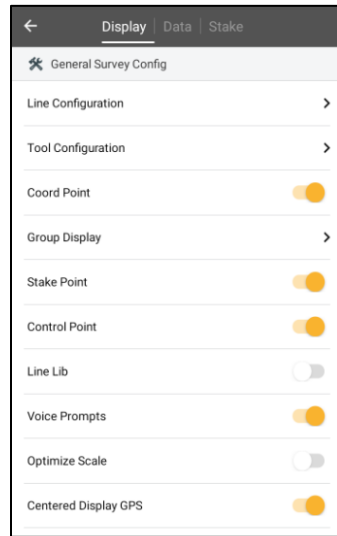 Display | Data | Stake
General Survey Config
Line Configuration
Tool Configuration
Coord Point
Group Display
Stake Point
Control Point
Line Lib
Voice Prompts
Optimize Scale
Centered Display GPS